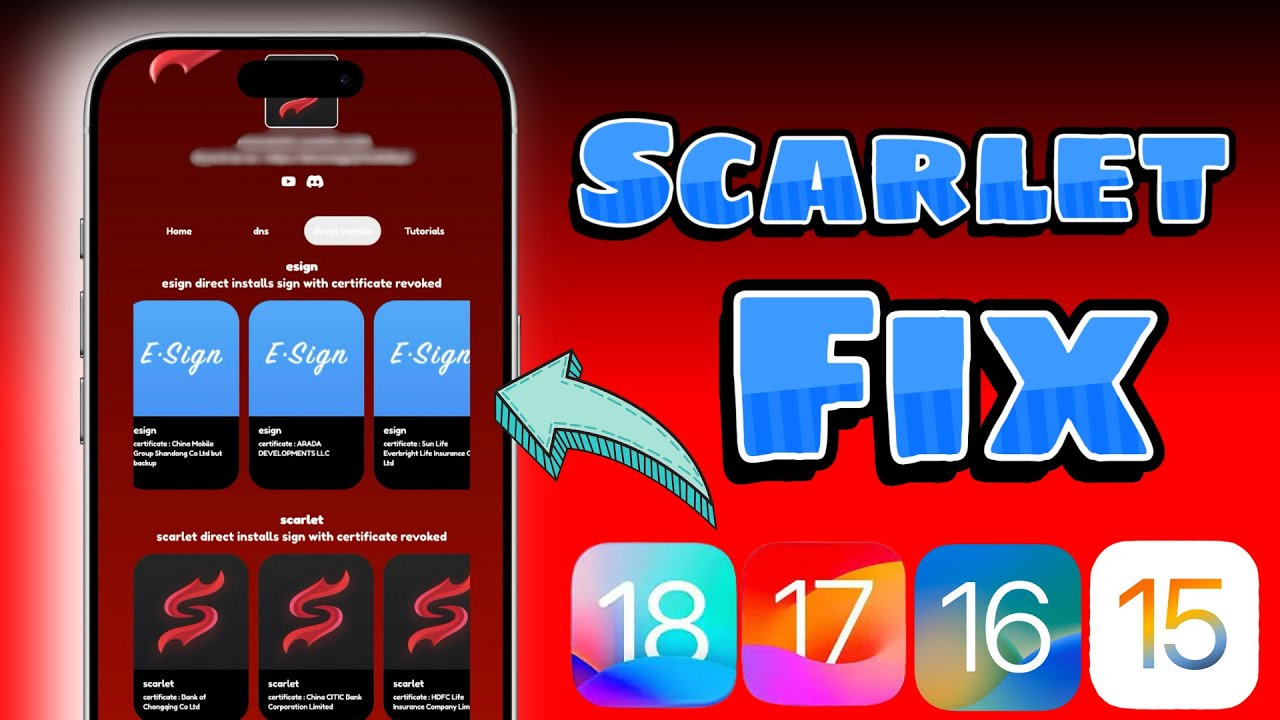 Home
dns
direct installs
Tutorials
esign
esign direct installs sign with certificate revoked
E·Sign
E·Sign
E·Sign
esign
certificate : China Mobile
Group Shandong Co Ltd but
backup
esign
certificate : ARADA
DEVELOPMENTS LLC
esign
certificate : Sun Life
Everbright Life Insurance C
Ltd
scarlet
scarlet direct installs sign with certificate revoked
scarlet
certificate : Bank of
Chongqing Co Ltd
scarlet
certificate : China CITIC Bank
Corporation Limited
scarlet
certificate : HDFC Life
Insurance Company Lim
SCARLET
FIX
18
17
16
15